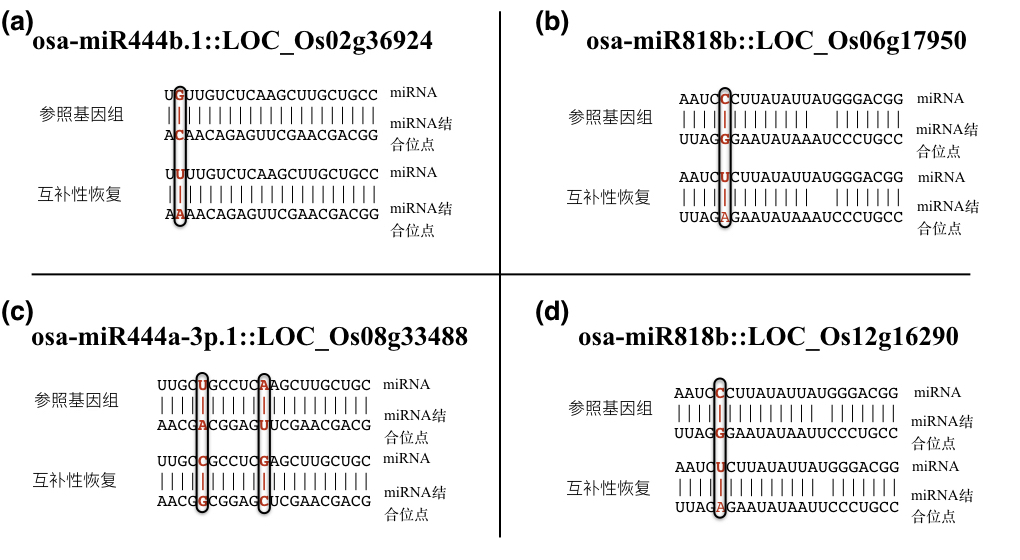 (a)
osa-miR444b.1::LOC_Os02g36924
参照基因组
UGUUGUCUCAAGCUUGCUGCC miRNA
ACAACAGAGUUCGAACGACGG miRNA结合位点
互补性恢复
UUUUGUCUCAAGCUUGCUGCC miRNA
AAAACAGAGUUCGAACGACGG miRNA结合位点
(b)
osa-miR818b::LOC_Os06g17950
参照基因组
AAUCCCUUAUAUUAUGGGACGG miRNA
UUAGGGAAUAUAAAUCCCUGCC miRNA结合位点
互补性恢复
AAUCUCUUAUAUUAUGGGACGG miRNA
UUAGAGAAUAUAAAUCCCUGCC miRNA结合位点
(c)
osa-miR444a-3p.1::LOC_Os08g33488
参照基因组
UUGCUGCCUCAAGCUUGCUGC miRNA
AACGACGGAGUUCGAACGACG miRNA结合位点
互补性恢复
UUGCCGCCUCGAGCUUGCUGC miRNA
AACGGCGGAGCUCGAACGACG miRNA结合位点
(d)
osa-miR818b::LOC_Os12g16290
参照基因组
AAUCCCUUAUAUUAUGGGACGG miRNA
UUAGGGAAUAUAAUUCCCUGCC miRNA结合位点
互补性恢复
AAUCUCUUAUAUUAUGGGACGG miRNA
UUAGAGAAUAUAAUUCCCUGCC miRNA结合位点